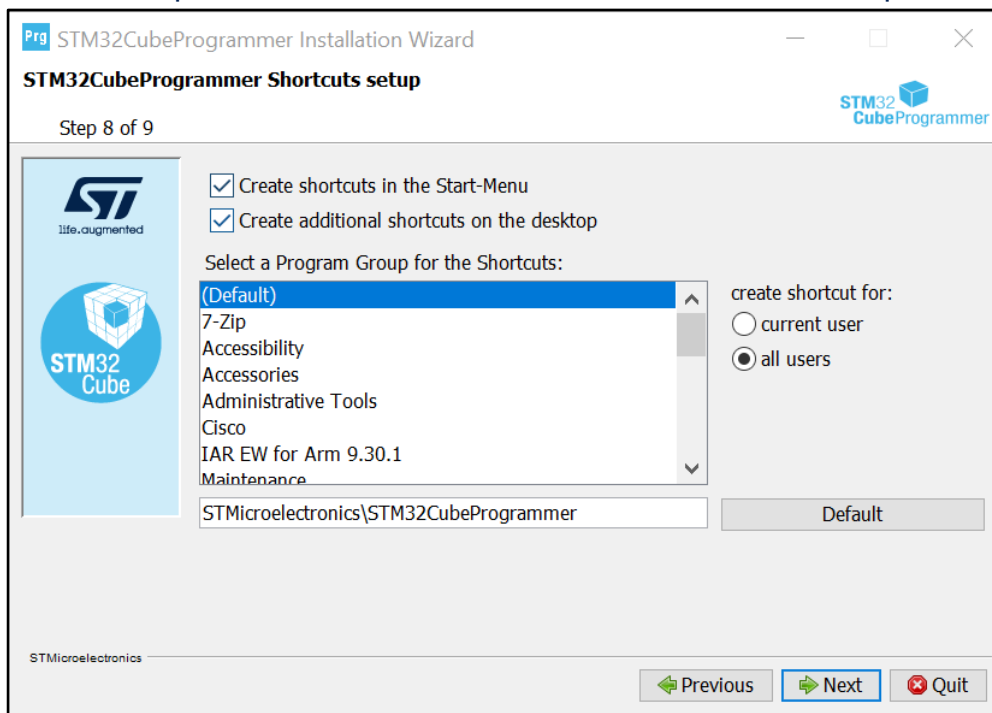 Prg STM32CubeProgrammer Installation Wizard
STM32CubeProgrammer Shortcuts setup
Step 8 of 9
STM32
CubeProgrammer
life.augmented
STM32
Cube
Create shortcuts in the Start-Menu
Create additional shortcuts on the desktop
Select a Program Group for the Shortcuts:
(Default)
7-Zip
Accessibility
Accessories
Administrative Tools
Cisco
IAR EW for Arm 9.30.1
Maintenance
create shortcut for:
current user
all users
STMicroelectronics\STM32CubeProgrammer
Default
STMicroelectronics
Previous
Next
Quit